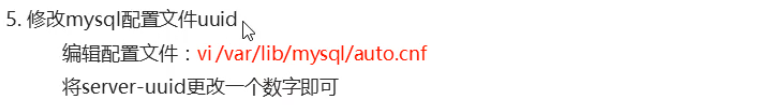 5. 修改mysql配置文件uuid
编辑配置文件：vi /var/lib/mysql/auto.cnf
将server-uuid更改一个数字即可